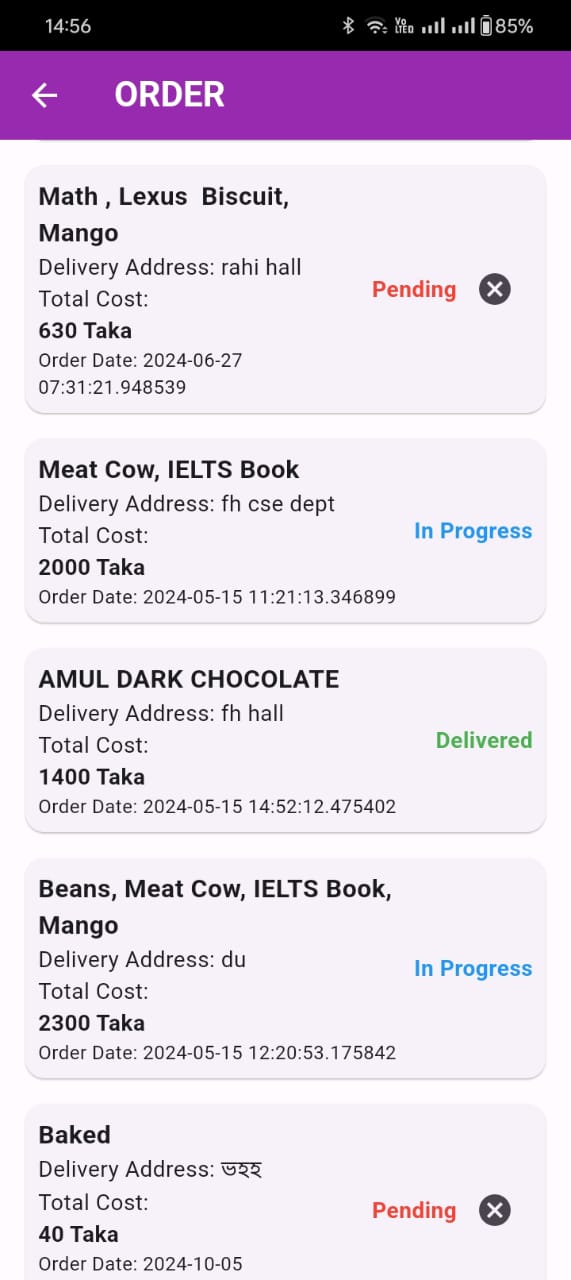 14:56
Vo LTED
85%
ORDER
Math , Lexus  Biscuit,
Mango
Delivery Address: rahi hall
Total Cost:
630 Taka
Order Date: 2024-06-27
07:31:21.948539
Pending
Meat Cow, IELTS Book
Delivery Address: fh cse dept
Total Cost:
2000 Taka
Order Date: 2024-05-15 11:21:13.346899
In Progress
AMUL DARK CHOCOLATE
Delivery Address: fh hall
Total Cost:
1400 Taka
Order Date: 2024-05-15 14:52:12.475402
Delivered
Beans, Meat Cow, IELTS Book,
Mango
Delivery Address: du
Total Cost:
2300 Taka
Order Date: 2024-05-15 12:20:53.175842
In Progress
Baked
Delivery Address: ভহহ
Total Cost:
40 Taka
Order Date: 2024-10-05
Pending